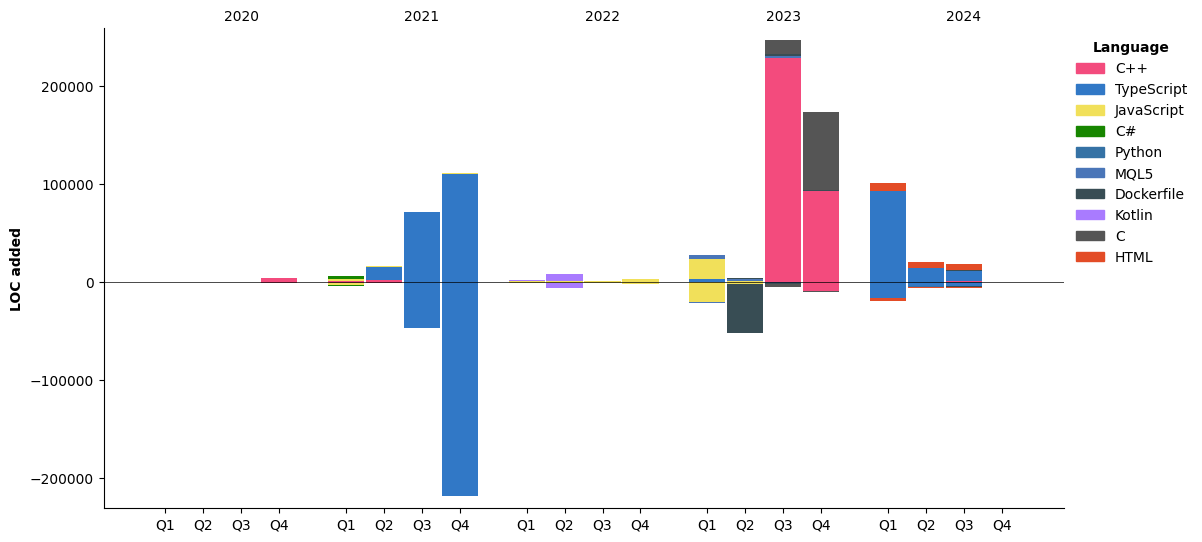 2020 2021 2022 2023 2024
Language
C++
TypeScript
JavaScript
C#
Python
MQL5
Dockerfile
Kotlin
C
HTML
LOC added
200000
100000
0
−100000
−200000
Q1 Q2 Q3 Q4 Q1 Q2 Q3 Q4 Q1 Q2 Q3 Q4 Q1 Q2 Q3 Q4 Q1 Q2 Q3 Q4